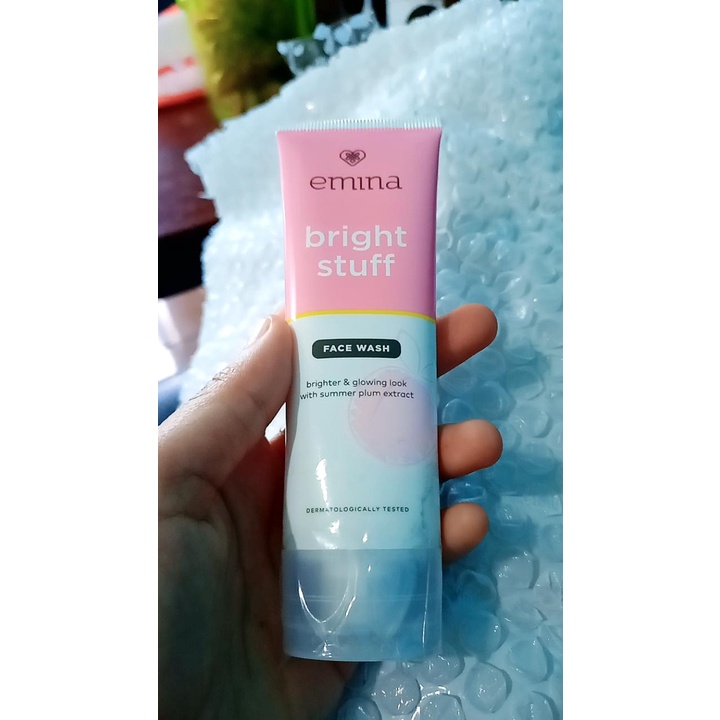 emina
bright
stuff
FACE WASH
brighter & glowing look
with summer plum extract
DERMATOLOGICALLY TESTED